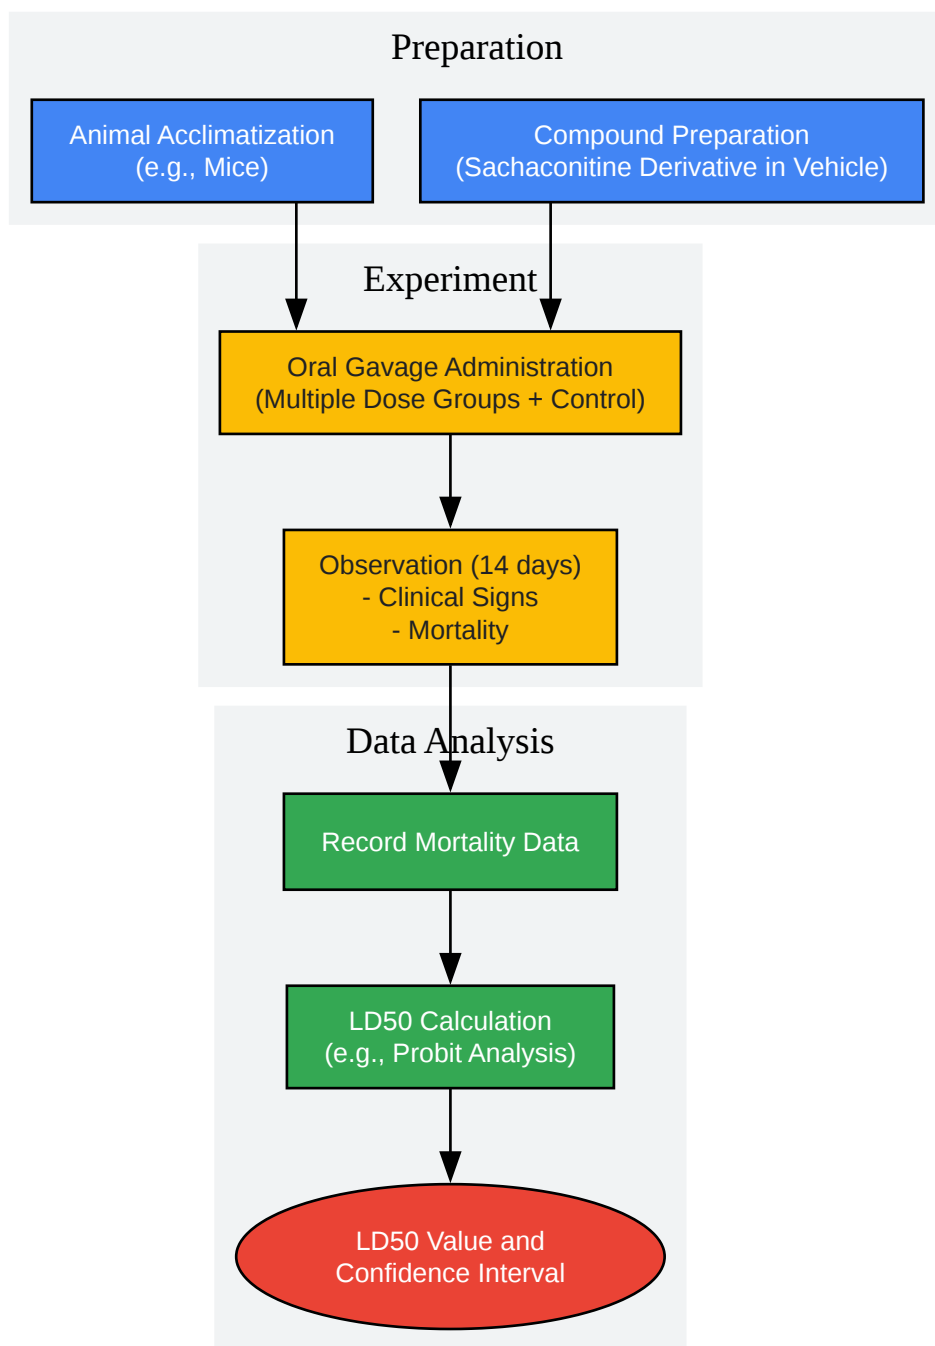 Preparation
Animal Acclimatization
(e.g., Mice)
Compound Preparation
(Sachaconitine Derivative in Vehicle)
Experiment
Oral Gavage Administration
(Multiple Dose Groups + Control)
Observation (14 days)
- Clinical Signs
- Mortality
Data Analysis
Record Mortality Data
LD50 Calculation
(e.g., Probit Analysis)
LD50 Value and
Confidence Interval